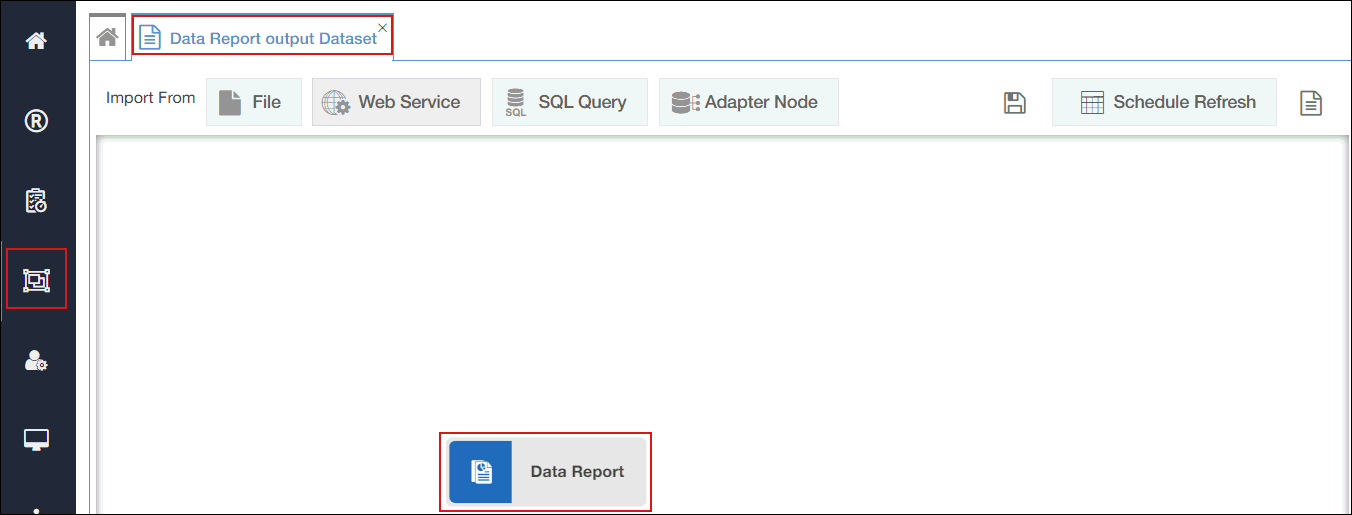 Data Report output Dataset
Import From File Web Service SQL SQL Query Adapter Node Schedule Refresh
Data Report